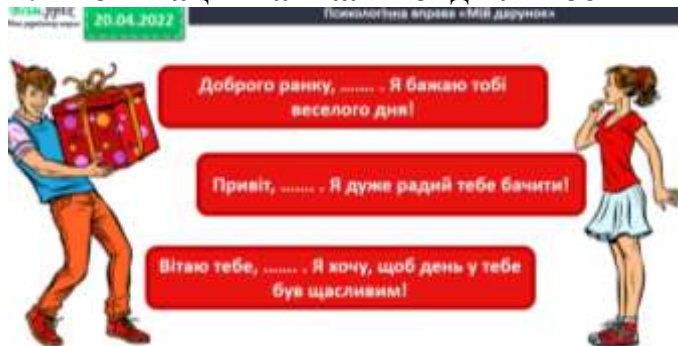 20.04.2022
Психологічна вправа «Мій дарунок»
Доброго ранку, ....... . Я бажаю тобі
веселого дня!
Привіт, ....... . Я дуже радий тебе бачити!
Вітаю тебе, ....... . Я хочу, щоб день у тебе
був щасливим!